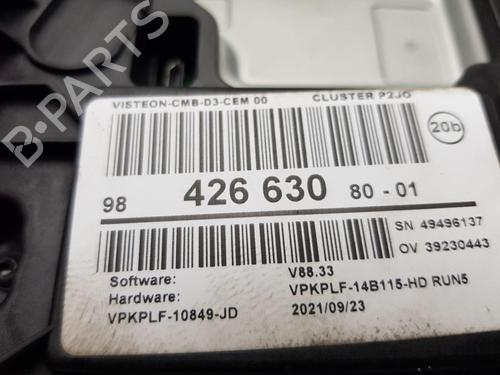 VISTEON-CMB-D3-CEM 00 CLUSTER P2JO
20b
98 426 630 80 - 01
SN 49496137
OV 39230443
Software: V88.33
Hardware: VPKPLF-14B115-HD RUN5
VPKPLF-10849-JD 2021/09/23
B-PARTS